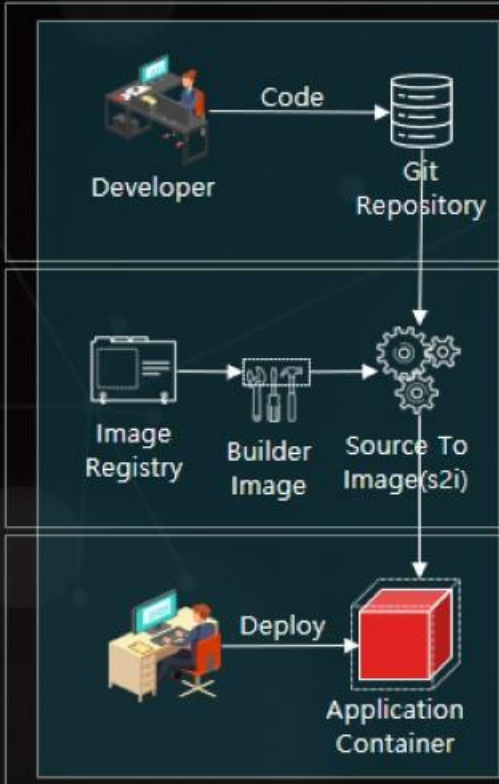 Code
Developer
Git
Repository
Image
Registry
Builder
Image
Source To
Image(s2i)
Deploy
Application
Container